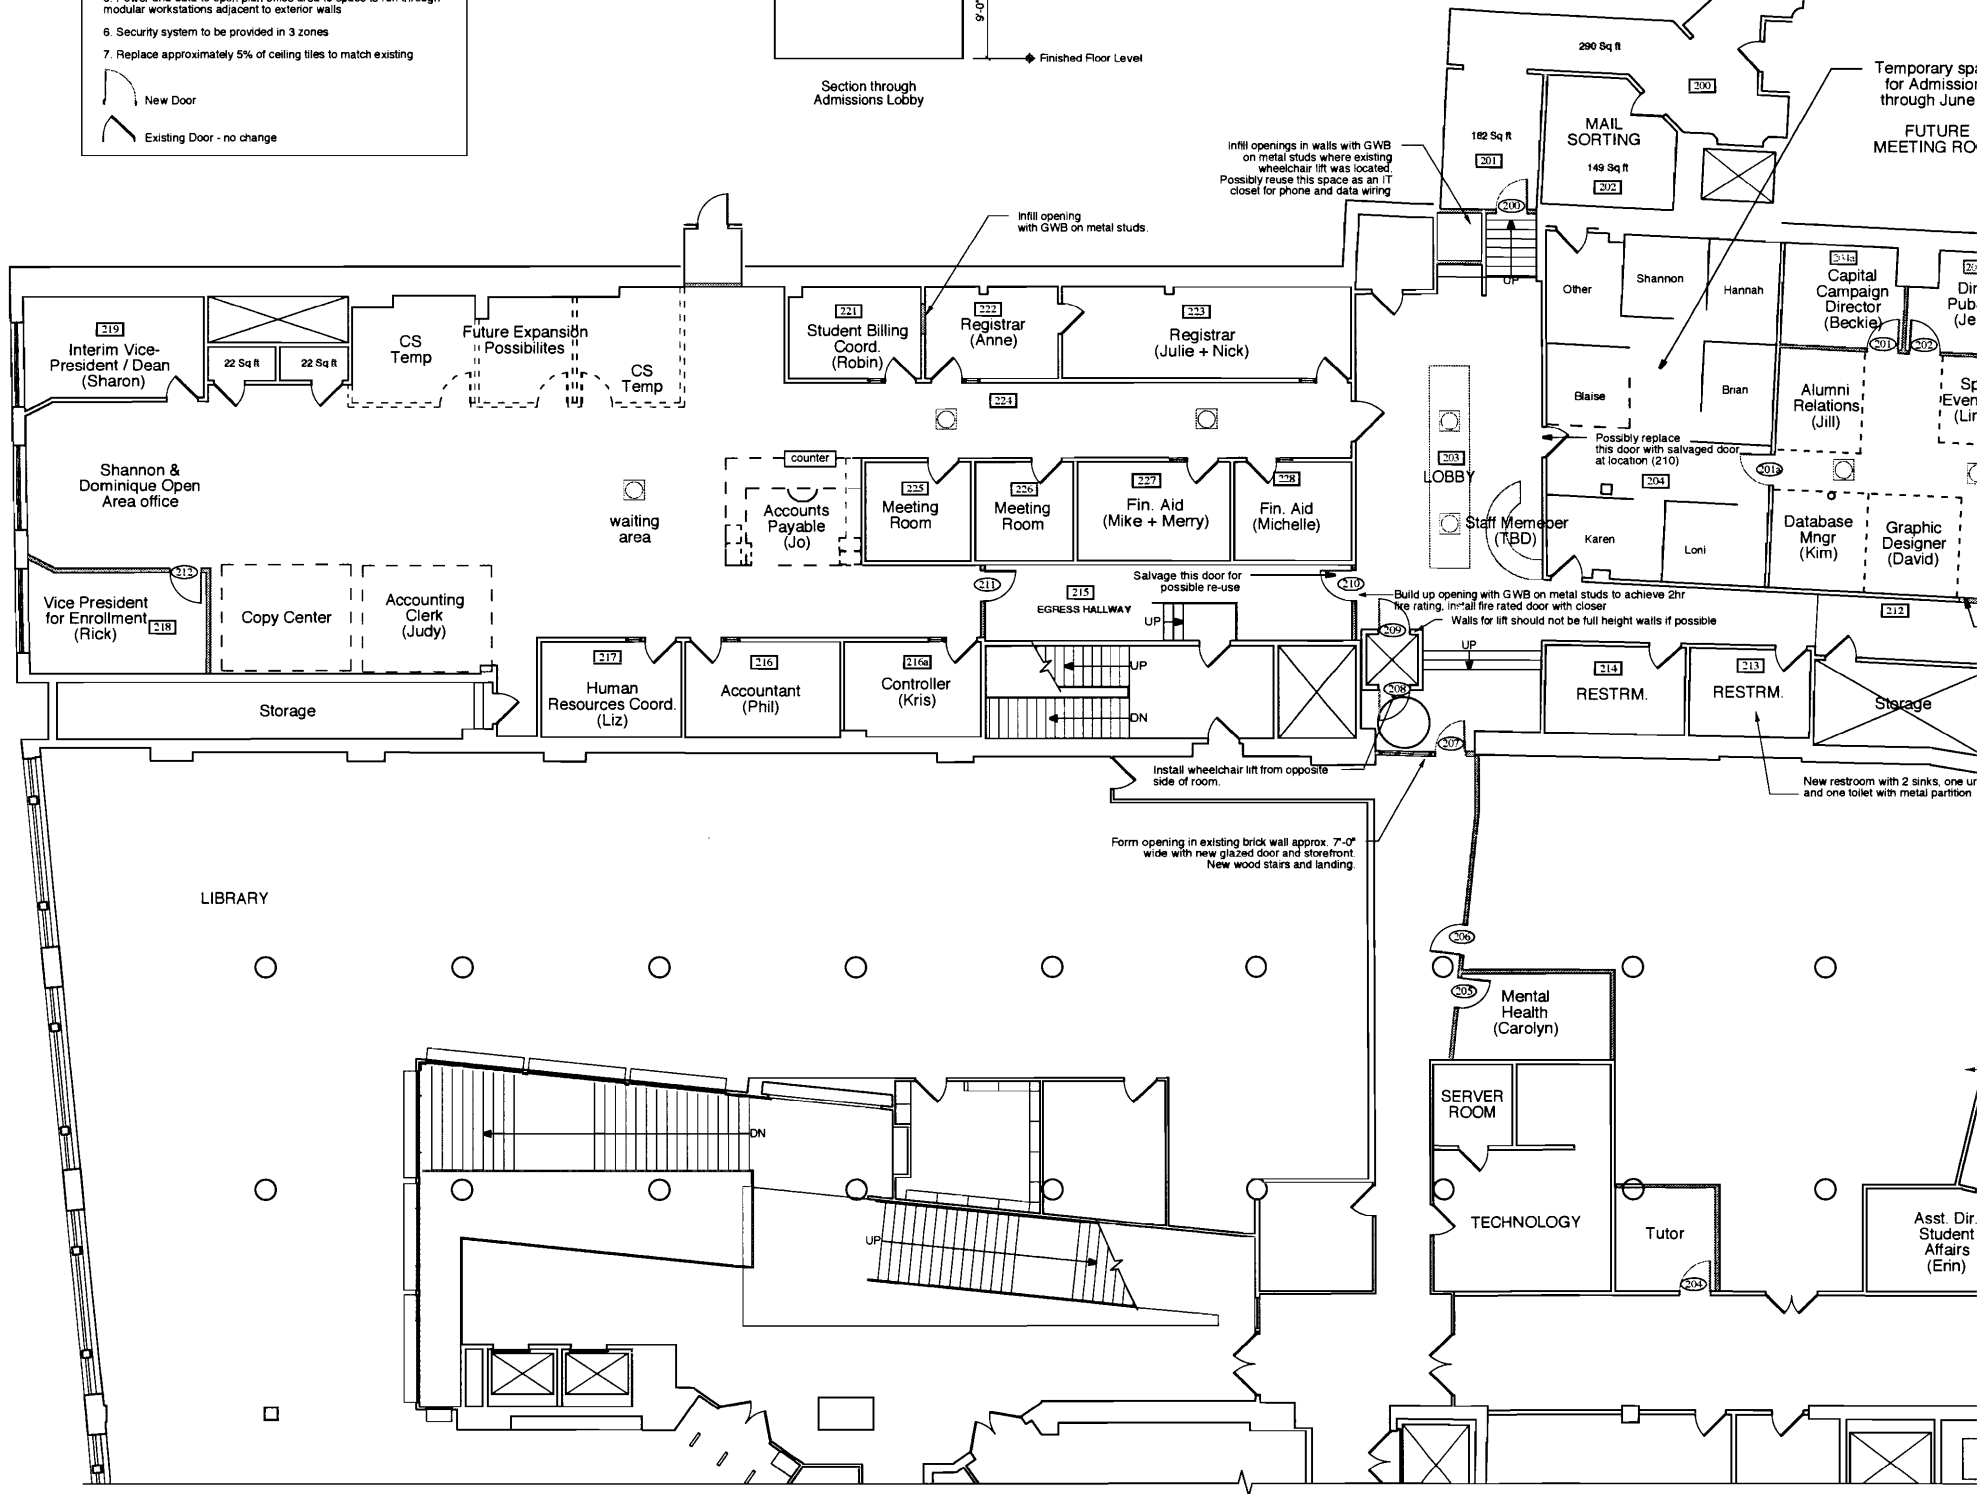 modular workstations adjacent to exterior walls
6. Security system to be provided in 3 zones
7. Replace approximately 5% of ceiling tiles to match existing
New Door
Existing Door - no change
9'-0"
Finished Floor Level
Section through
Admissions Lobby
290 Sq ft
200
Temporary
for
through June
FUTURE
MEETING
MAIL
SORTING
149 Sq ft
202
162 Sq ft
201
200
UP
Infill openings in walls with GWB
on metal studs where existing
wheelchair lift was located.
Possibly reuse this space as an IT
closet for phone and data wiring
Infill opening
with GWB on metal studs.
219
Interim Vice-
President / Dean
(Sharon)
22 Sq ft
22 Sq ft
CS
Temp
Future Expansion
Possibilites
CS
Temp
221
Student Billing
Coord.
(Robin)
222
Registrar
(Anne)
223
Registrar
(Julie + Nick)
224
Other
Shannon
Hannah
Blaise
Brian
Karen
Loni
204
Possibly replace
this door with salvaged door
at location (210)
Capital
Campaign
Director
(Beckie)
201
202
Alumni
Relations
(Jill)
201a
Database
Mngr
(Kim)
Graphic
Designer
(David)
Shannon &
Dominique Open
Area office
waiting
area
counter
Accounts
Payable
(Jo)
225
Meeting
Room
226
Meeting
Room
227
Fin. Aid
(Mike + Merry)
228
Fin. Aid
(Michelle)
203
LOBBY
Staff Memeber
(TBD)
212
Vice President
for Enrollment
(Rick)
218
Copy Center
Accounting
Clerk
(Judy)
211
215
EGRESS HALLWAY
UP
Salvage this door for
possible re-use
210
Build up opening with GWB on metal studs to achieve 2hr
fire rating, install fire rated door with closer
Walls for lift should not be full height walls if possible
209
208
207
UP
212
214
RESTRM.
213
RESTRM.
Storage
Storage
217
Human
Resources Coord.
(Liz)
216
Accountant
(Phil)
216a
Controller
(Kris)
UP
DN
Install wheelchair lift from opposite
side of room.
New restroom with 2 sinks, one
and one toilet with metal partition
Form opening in existing brick wall approx. 7'-0"
wide with new glazed door and storefront.
New wood stairs and landing.
LIBRARY
206
205
Mental
Health
(Carolyn)
SERVER
ROOM
DN
UP
TECHNOLOGY
Tutor
204
Asst. Dir.
Student
Affairs
(Erin)